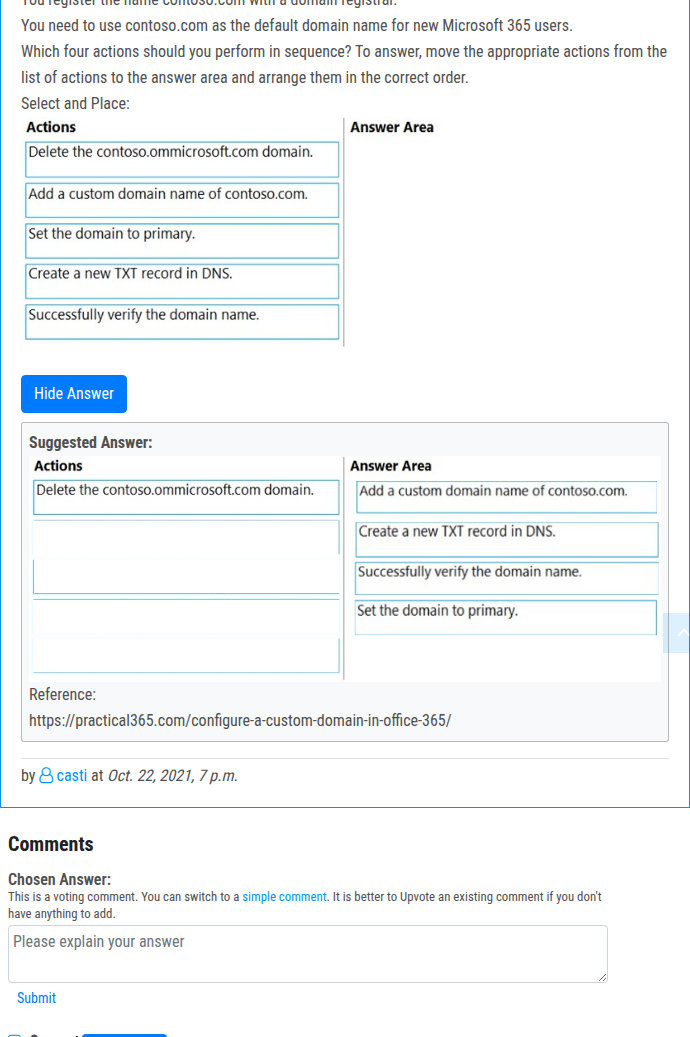 You register the name contoso.com with a domain registrar.
You need to use contoso.com as the default domain name for new Microsoft 365 users.
Which four actions should you perform in sequence? To answer, move the appropriate actions from the
list of actions to the answer area and arrange them in the correct order.
Select and Place:
Actions
Answer Area
Delete the contoso.ommicrosoft.com domain.
Add a custom domain name of contoso.com.
Set the domain to primary.
Create a new TXT record in DNS.
Successfully verify the domain name.
Hide Answer
Suggested Answer:
Actions
Answer Area
Delete the contoso.ommicrosoft.com domain.
Add a custom domain name of contoso.com.
Create a new TXT record in DNS.
Successfully verify the domain name.
Set the domain to primary.
Reference:
https://practical365.com/configure-a-custom-domain-in-office-365/
by casti at Oct. 22, 2021, 7 p.m.
Comments
Chosen Answer:
This is a voting comment. You can switch to a simple comment. It is better to Upvote an existing comment if you don't
have anything to add.
Please explain your answer
Submit